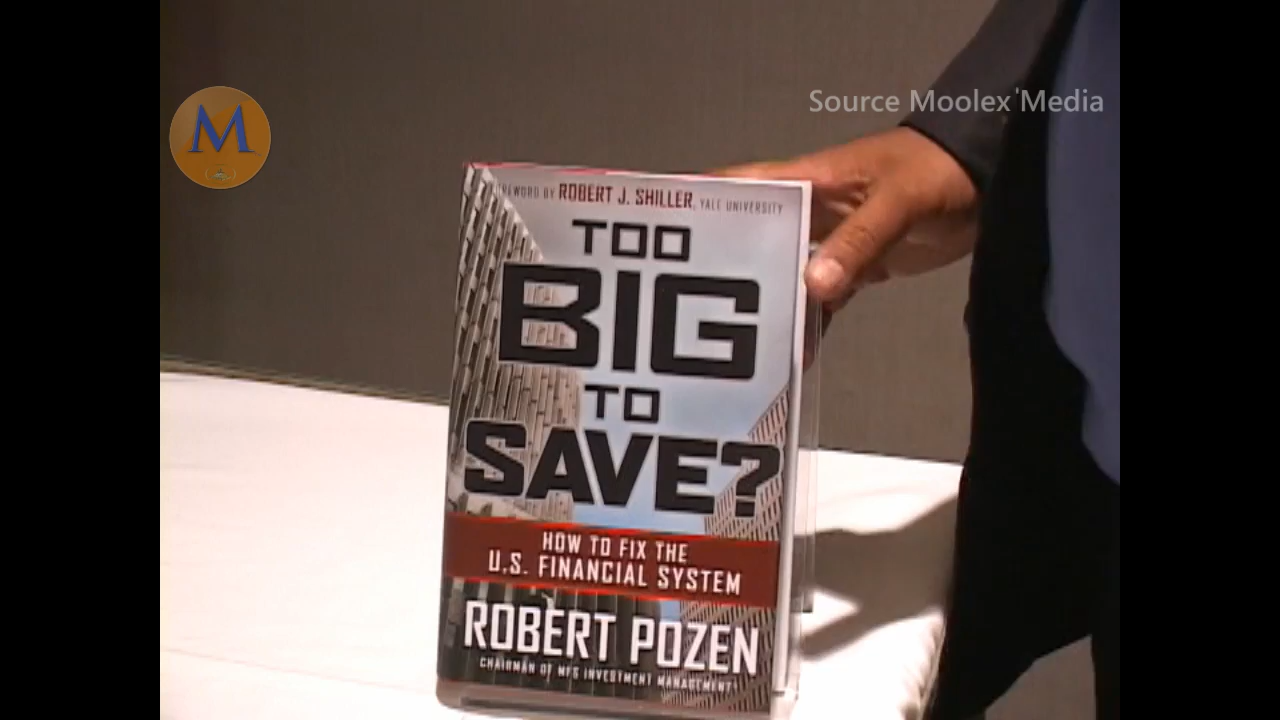 M
Source Moolex Media
FOREWORD BY ROBERT J. SHILLER, YALE UNIVERSITY
TOO
BIG
TO
SAVE?
HOW TO FIX THE
U.S. FINANCIAL SYSTEM
ROBERT POZEN
CHAIRMAN OF MFS INVESTMENT MANAGEMENT